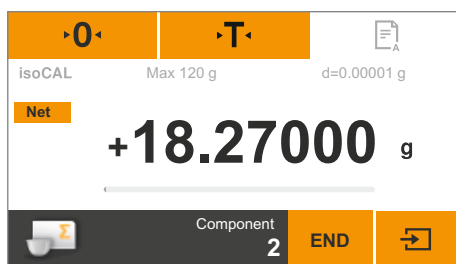 0 T A
isoCAL Max 120 g d=0.00001 g
Net
+18.27000 g
Σ Component
2 END